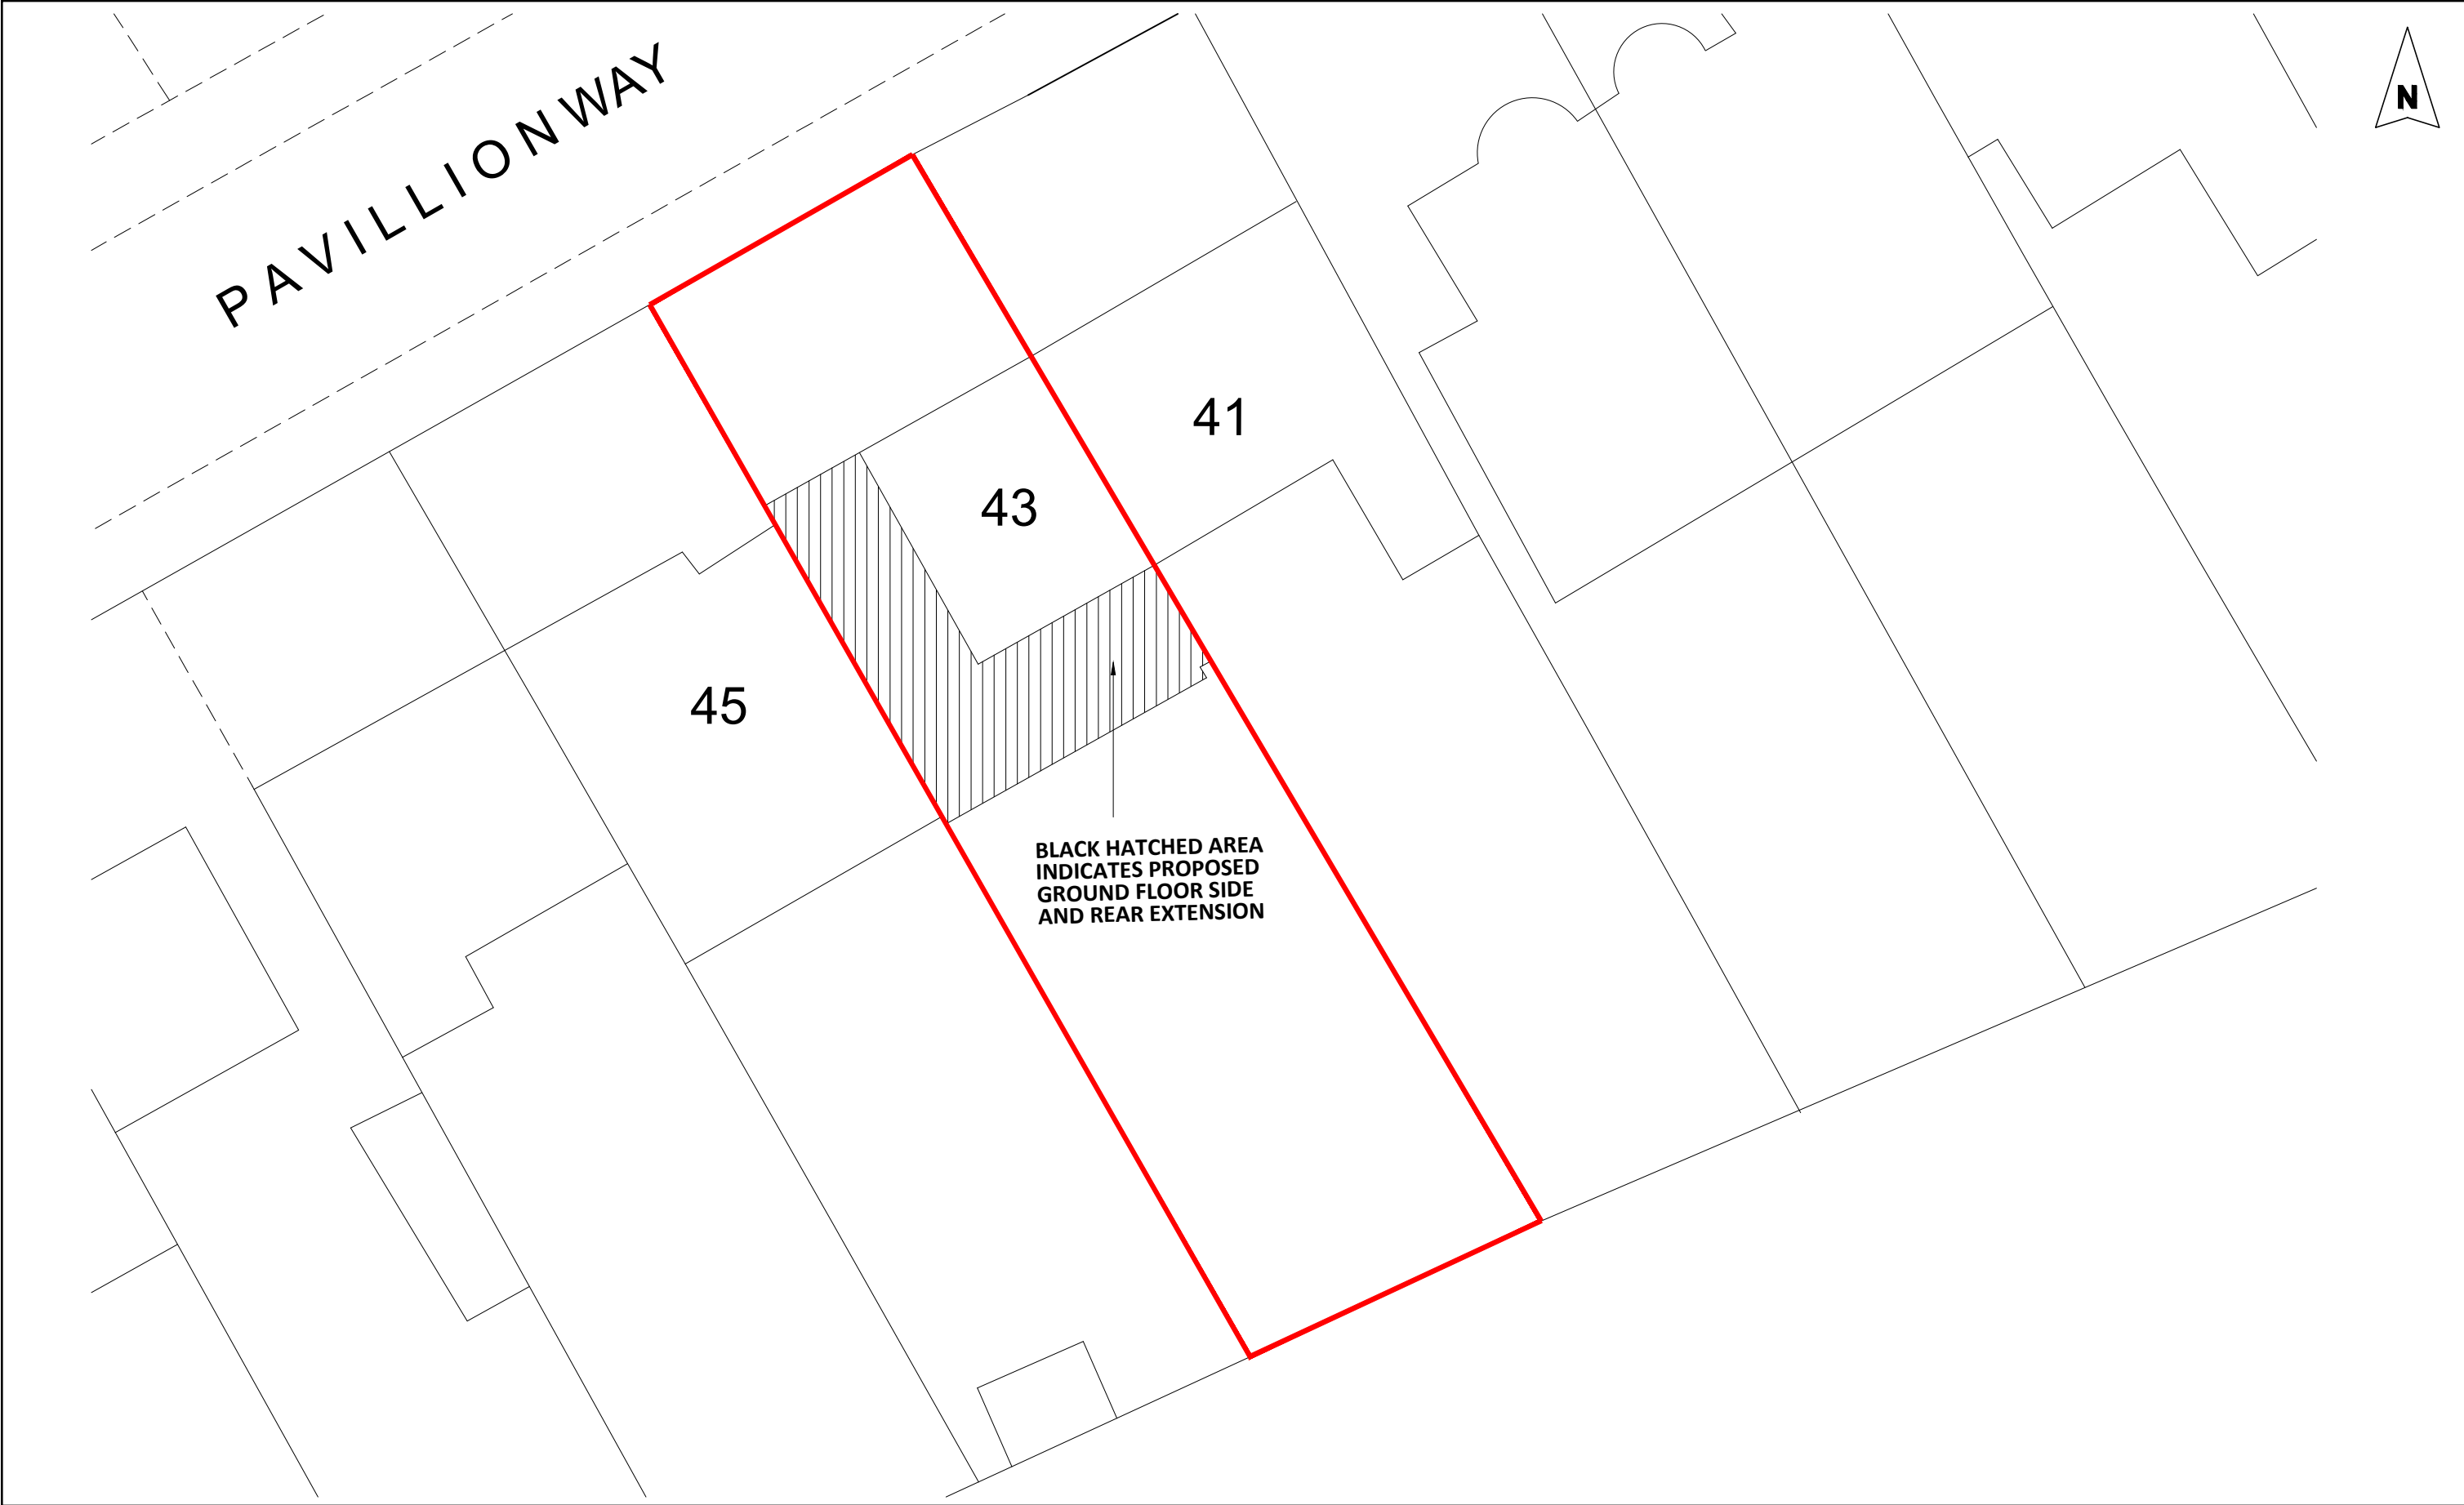 PAVILLIONWAY
N
41
43
45
BLACK HATCHED AREA
INDICATES PROPOSED
GROUND FLOOR SIDE
AND REAR EXTENSION